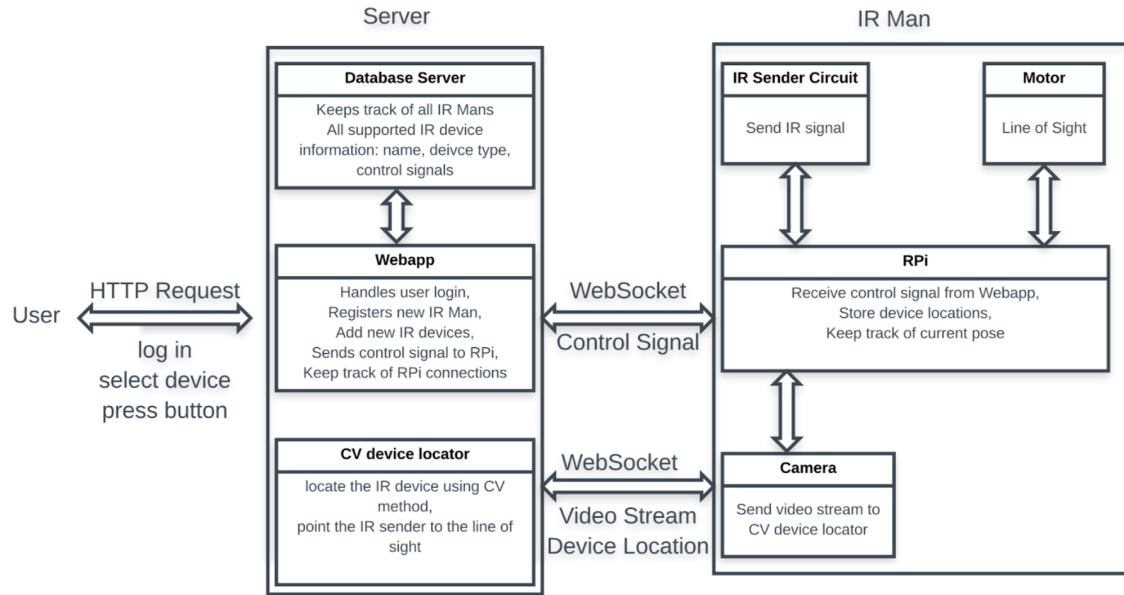 Server
IR Man
Database Server
Keeps track of all IR Mans
All supported IR device
information: name, deivce type,
control signals
IR Sender Circuit
Send IR signal
Motor
Line of Sight
User
HTTP Request
log in
select device
press button
Webapp
Handles user login,
Registers new IR Man,
Add new IR devices,
Sends control signal to RPi,
Keep track of RPi connections
WebSocket
Control Signal
RPi
Receive control signal from Webapp,
Store device locations,
Keep track of current pose
CV device locator
locate the IR device using CV
method,
point the IR sender to the line of
sight
WebSocket
Video Stream
Device Location
Camera
Send video stream to
CV device locator